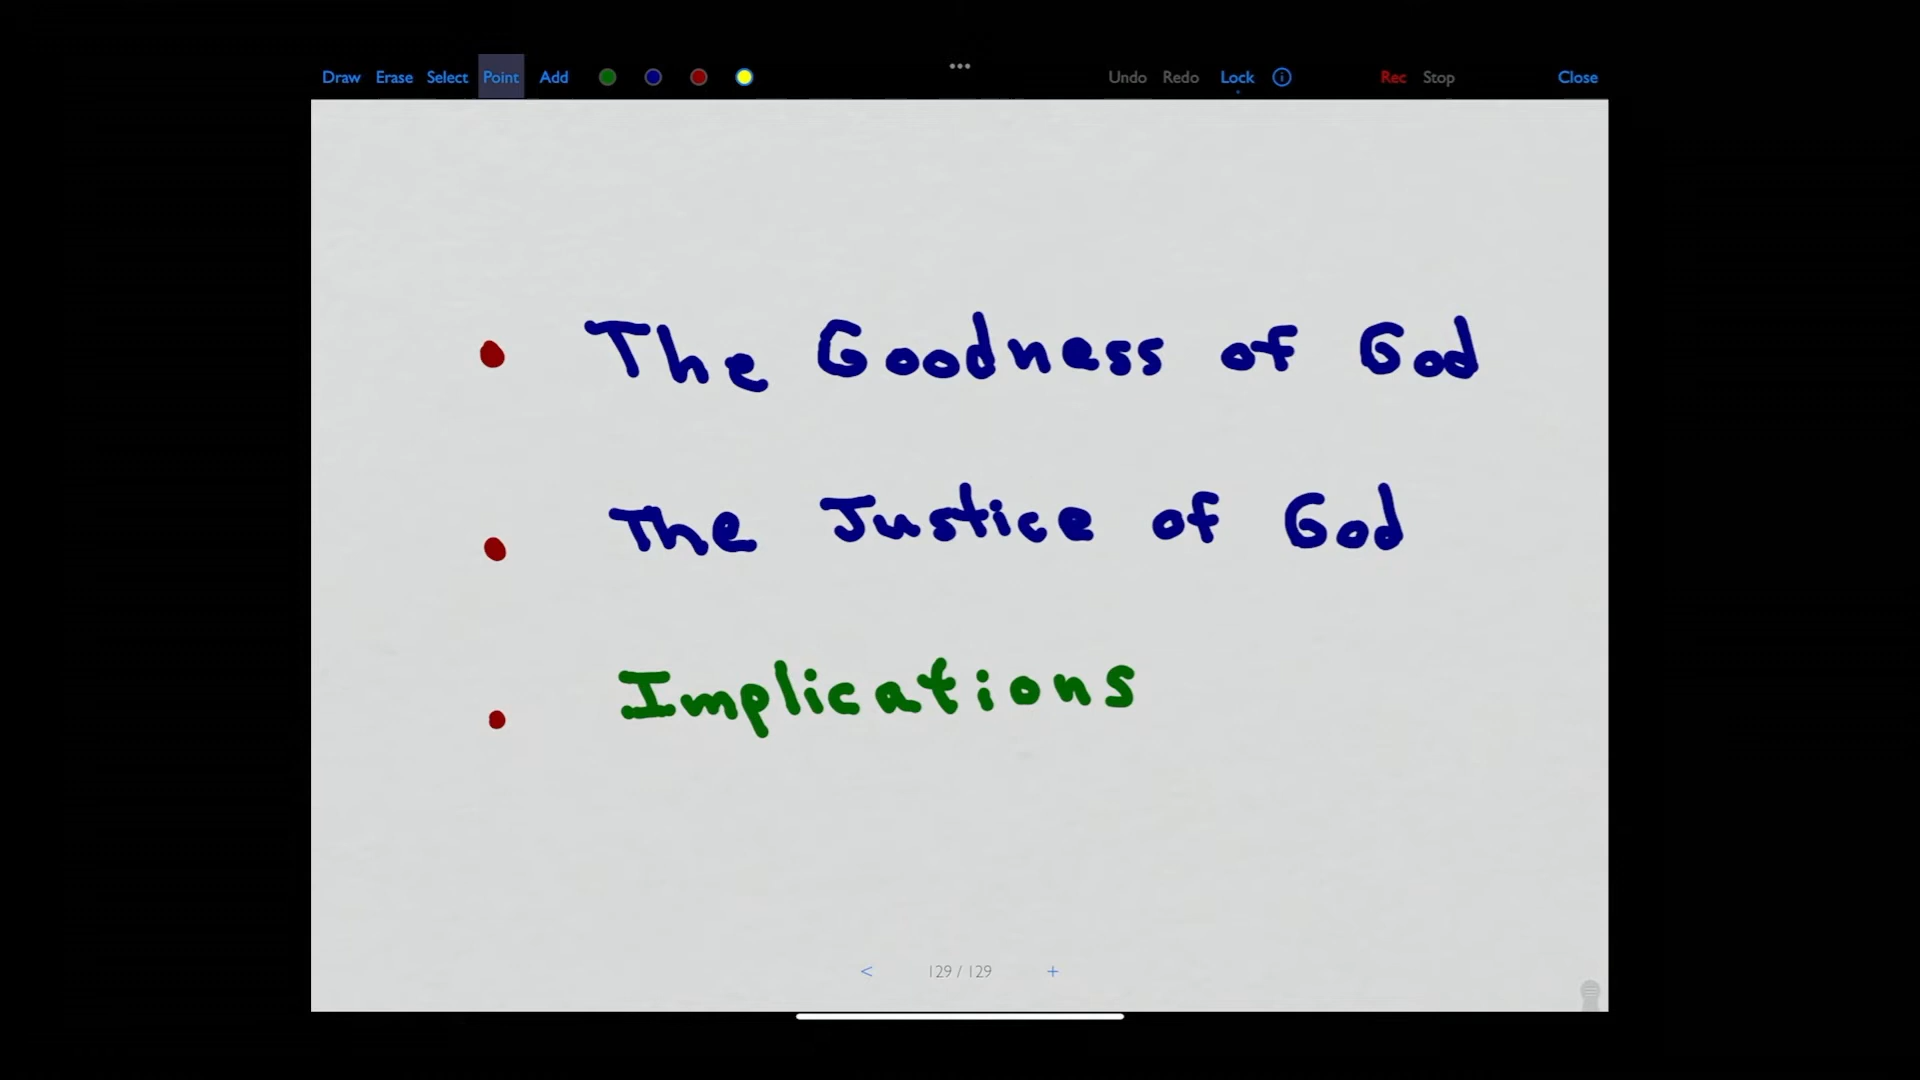 Draw Erase Select Point Add ••• Undo Redo Lock ⓘ Rec Stop Close
• The Goodness of God
• The Justice of God
• Implications
< 129 / 129 +